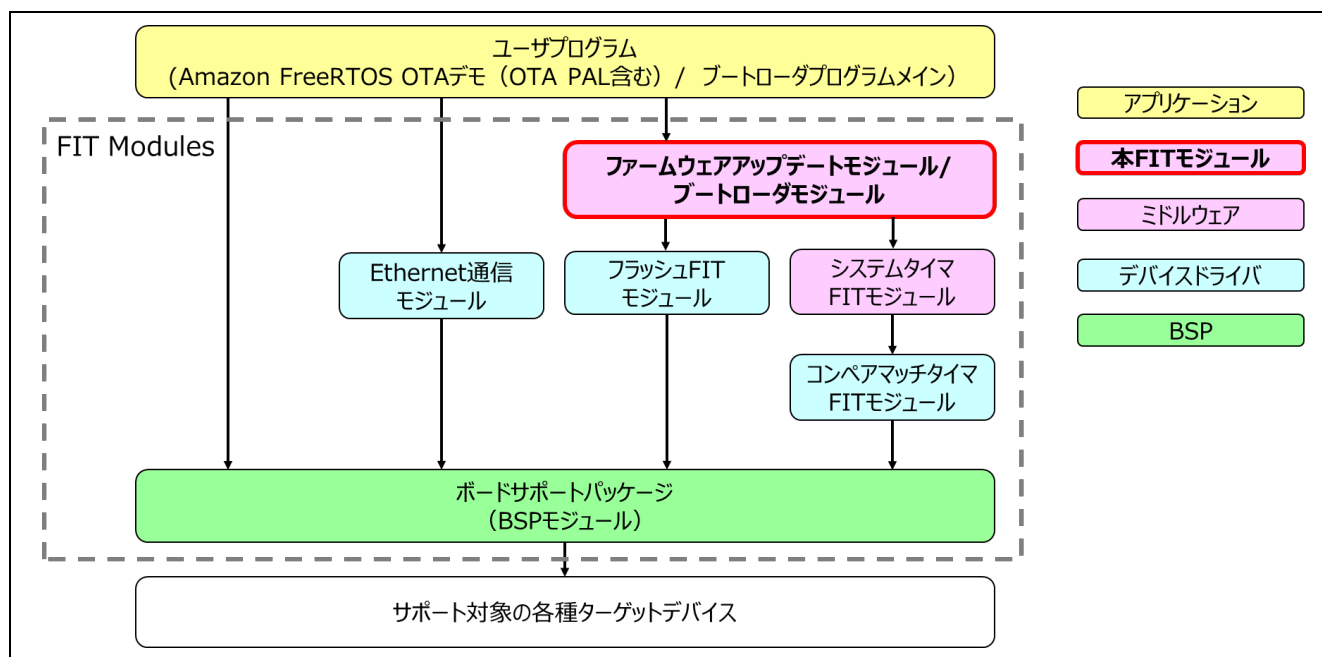 ユーザプログラム
(Amazon FreeRTOS OTAデモ（OTA PAL含む）/ ブートローダプログラムメイン）
FIT Modules
ファームウェアアップデートモジュール/
ブートローダモジュール
Ethernet通信
モジュール
フラッシュFIT
モジュール
システムタイマ
FITモジュール
コンペアマッチタイマ
FITモジュール
ボードサポートパッケージ
（BSPモジュール）
サポート対象の各種ターゲットデバイス
アプリケーション
本FITモジュール
ミドルウェア
デバイスドライバ
BSP